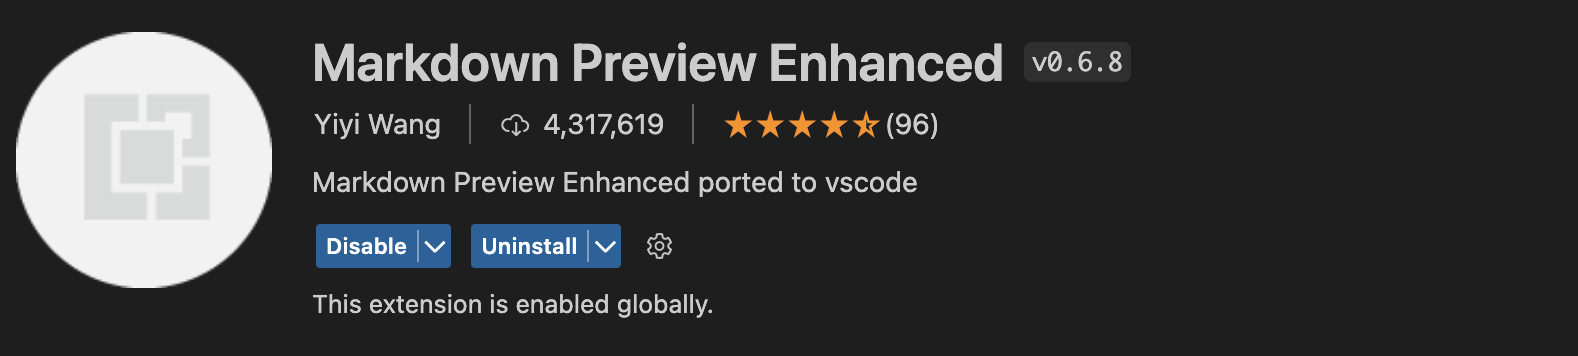 Markdown Preview Enhanced v0.6.8
Yiyi Wang 4,317,619 (96)
Markdown Preview Enhanced ported to vscode
Disable Uninstall
This extension is enabled globally.